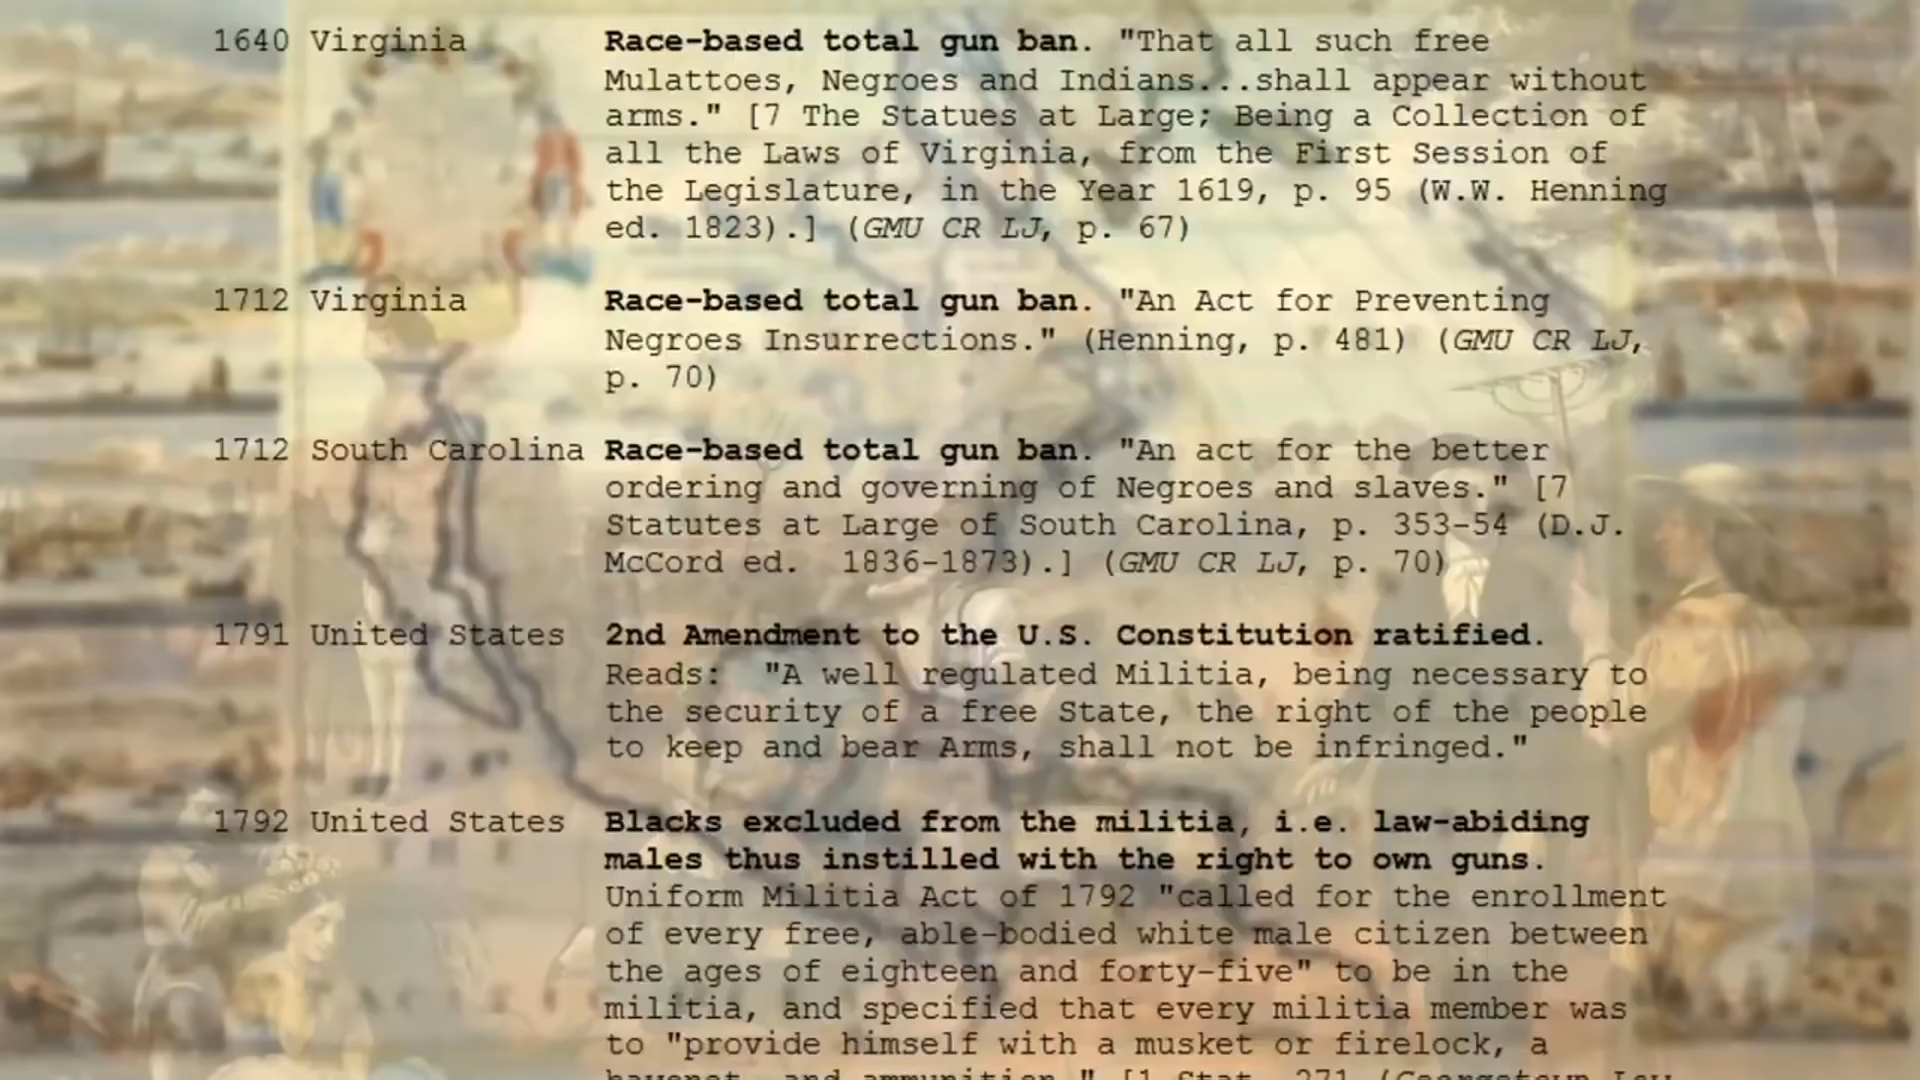 1640 Virginia Race-based total gun ban. "That all such free
Mulattoes, Negroes and Indians...shall appear without
arms." [7 The Statues at Large; Being a Collection of
all the Laws of Virginia, from the First Session of
the Legislature, in the Year 1619, p. 95 (W.W. Henning
ed. 1823).] (GMU CR LJ, p. 67)
1712 Virginia Race-based total gun ban. "An Act for Preventing
Negroes Insurrections." (Henning, p. 481) (GMU CR LJ,
p. 70)
1712 South Carolina Race-based total gun ban. "An act for the better
ordering and governing of Negroes and slaves." [7
Statutes at Large of South Carolina, p. 353-54 (D.J.
McCord ed. 1836-1873).] (GMU CR LJ, p. 70)
1791 United States 2nd Amendment to the U.S. Constitution ratified.
Reads: "A well regulated Militia, being necessary to
the security of a free State, the right of the people
to keep and bear Arms, shall not be infringed."
1792 United States Blacks excluded from the militia, i.e. law-abiding
males thus instilled with the right to own guns.
Uniform Militia Act of 1792 "called for the enrollment
of every free, able-bodied white male citizen between
the ages of eighteen and forty-five" to be in the
militia, and specified that every militia member was
to "provide himself with a musket or firelock, a
bayonet, and ammunition." [1 Stat. 271 (Georgetown Law